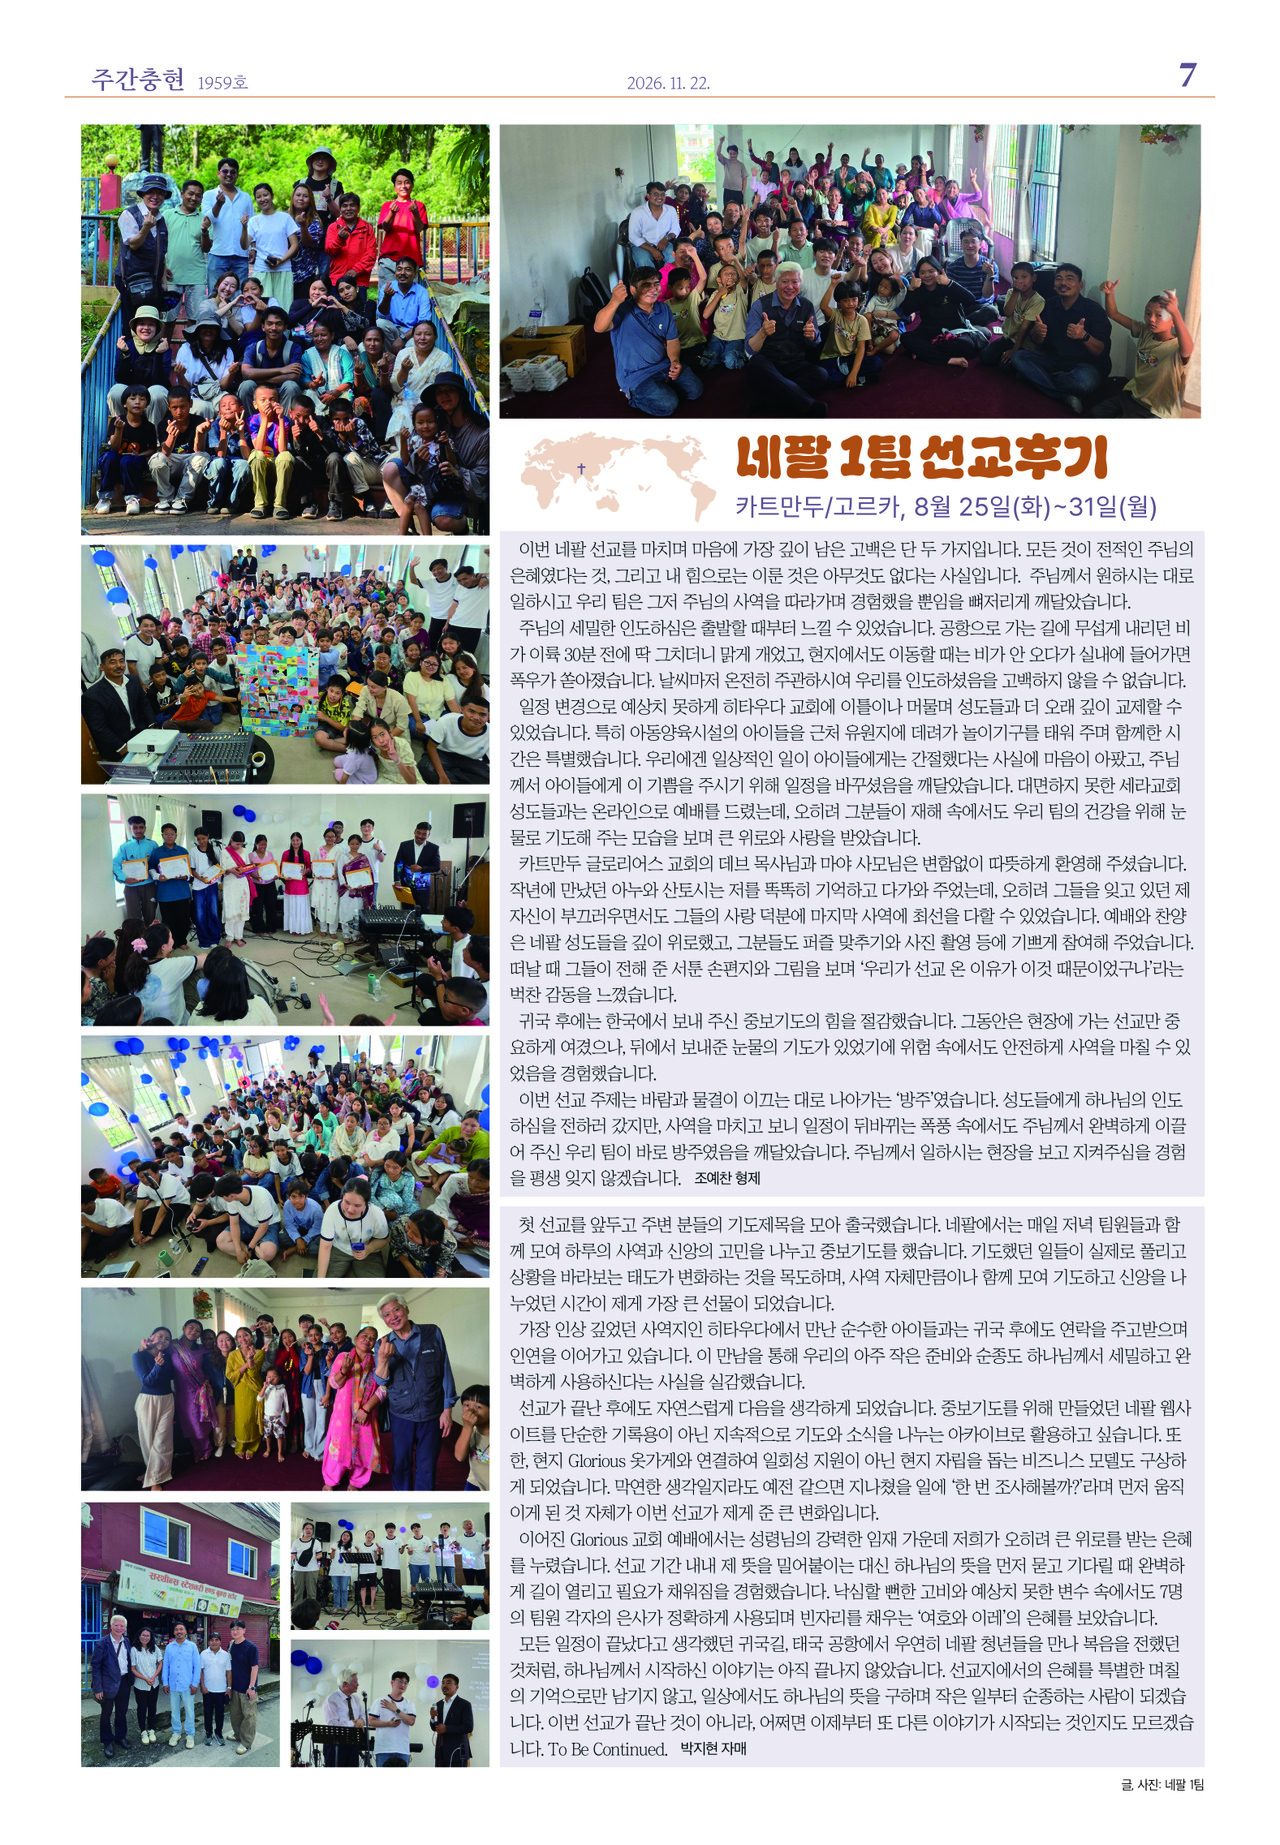 주간충현 1959호
2026. 11. 22.
7
네팔 1팀 선교후기
카트만두/고르카, 8월 25일(화)~31일(월)
이번 네팔 선교를 마치며 마음에 가장 깊이 남은 고백은 단 두 가지입니다. 모든 것이 전적인 주님의
은혜였다는 것, 그리고 내 힘으로는 이룬 것은 아무것도 없다는 사실입니다. 주님께서 원하시는 대로
일하시고 우리 팀은 그저 주님의 사역을 따라가며 경험했을 뿐임을 뼈저리게 깨달았습니다.
주님의 세밀한 인도하심은 출발할 때부터 느낄 수 있었습니다. 공항으로 가는 길에 무섭게 내리던 비
가 이륙 30분 전에 딱 그치더니 맑게 개었고, 현지에서도 이동할 때는 비가 안 오다가 실내에 들어가면
폭우가 쏟아졌습니다. 날씨마저 온전히 주관하시여 우리를 인도하셨음을 고백하지 않을 수 없습니다.
일정 변경으로 예상치 못하게 히타우다 교회에 이틀이나 머물며 성도들과 더 오래 깊이 교제할 수
있었습니다. 특히 아동양육시설의 아이들을 근처 유원지에 데려가 놀이기구를 태워 주며 함께한 시
간은 특별했습니다. 우리에겐 일상적인 일이 아이들에게는 간절했다는 사실에 마음이 아팠고, 주님
께서 아이들에게 이 기쁨을 주시기 위해 일정을 바꾸셨음을 깨달았습니다. 대면하지 못한 세라교회
성도들과는 온라인으로 예배를 드렸는데, 오히려 그분들이 재해 속에서도 우리 팀의 건강을 위해 눈
물로 기도해 주는 모습을 보며 큰 위로와 사랑을 받았습니다.
카트만두 글로리어스 교회의 데브 목사님과 마야 사모님은 변함없이 따뜻하게 환영해 주셨습니다.
작년에 만났던 아누와 산토시는 저를 똑똑히 기억하고 다가와 주었는데, 오히려 그들을 잊고 있던 제
자신이 부끄러우면서도 그들의 사랑 덕분에 마지막 사역에 최선을 다할 수 있었습니다. 예배와 찬양
은 네팔 성도들을 깊이 위로했고, 그분들도 퍼즐 맞추기와 사진 촬영 등에 기쁘게 참여해 주었습니다.
떠날 때 그들이 전해 준 서툰 손편지와 그림을 보며 ‘우리가 선교 온 이유가 이것 때문이었구나’라는
벅찬 감동을 느꼈습니다.
귀국 후에는 한국에서 보내 주신 중보기도의 힘을 절감했습니다. 그동안은 현장에 가는 선교만 중
요하게 여겼으나, 뒤에서 보내준 눈물의 기도가 있었기에 위험 속에서도 안전하게 사역을 마칠 수 있
었음을 경험했습니다.
이번 선교 주제는 바람과 물결이 이끄는 대로 나아가는 ‘방주’였습니다. 성도들에게 하나님의 인도
하심을 전하러 갔지만, 사역을 마치고 보니 일정이 뒤바뀌는 폭풍 속에서도 주님께서 완벽하게 이끌
어 주신 우리 팀이 바로 방주였음을 깨달았습니다. 주님께서 일하시는 현장을 보고 지켜주심을 경험
을 평생 잊지 않겠습니다. 조예찬 형제
첫 선교를 앞두고 주변 분들의 기도제목을 모아 출국했습니다. 네팔에서는 매일 저녁 팀원들과 함
께 모여 하루의 사역과 신앙의 고민을 나누고 중보기도를 했습니다. 기도했던 일들이 실제로 풀리고
상황을 바라보는 태도가 변화하는 것을 목도하며, 사역 자체만큼이나 함께 모여 기도하고 신앙을 나
누었던 시간이 제게 가장 큰 선물이 되었습니다.
가장 인상 깊었던 사역지인 히타우다에서 만난 순수한 아이들과는 귀국 후에도 연락을 주고받으며
인연을 이어가고 있습니다. 이 만남을 통해 우리의 아주 작은 준비와 순종도 하나님께서 세밀하고 완
벽하게 사용하신다는 사실을 실감했습니다.
선교가 끝난 후에도 자연스럽게 다음을 생각하게 되었습니다. 중보기도를 위해 만들었던 네팔 웹사
이트를 단순한 기록용이 아닌 지속적으로 기도와 소식을 나누는 아카이브로 활용하고 싶습니다. 또
한, 현지 Glorious 옷가게와 연결하여 일회성 지원이 아닌 현지 자립을 돕는 비즈니스 모델도 구상하
게 되었습니다. 막연한 생각일지라도 예전 같으면 지나쳤을 일에 ‘한 번 조사해볼까?’라며 먼저 움직
이게 된 것 자체가 이번 선교가 제게 준 큰 변화입니다.
이어진 Glorious 교회 예배에서는 성령님의 강력한 임재 가운데 저희가 오히려 큰 위로를 받는 은혜
를 누렸습니다. 선교 기간 내내 제 뜻을 밀어붙이는 대신 하나님의 뜻을 먼저 묻고 기다릴 때 완벽하
게 길이 열리고 필요가 채워짐을 경험했습니다. 낙심할 뻔한 고비와 예상치 못한 변수 속에서도 7명
의 팀원 각자의 은사가 정확하게 사용되며 빈자리를 채우는 ‘여호와 이레’의 은혜를 보았습니다.
모든 일정이 끝났다고 생각했던 귀국길, 태국 공항에서 우연히 네팔 청년들을 만나 복음을 전했던
것처럼, 하나님께서 시작하신 이야기는 아직 끝나지 않았습니다. 선교지에서의 은혜를 특별한 며칠
의 기억으로만 남기지 않고, 일상에서도 하나님의 뜻을 구하며 작은 일부터 순종하는 사람이 되겠습
니다. 이번 선교가 끝난 것이 아니라, 어쩌면 이제부터 또 다른 이야기가 시작되는 것인지도 모르겠습
니다. To Be Continued. 박지현 자매
글, 사진: 네팔 1팀